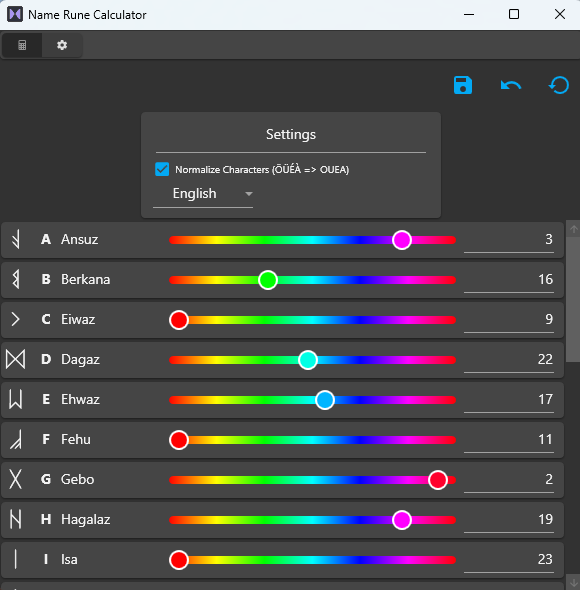 Name Rune Calculator
Settings
Normalize Characters (ÕÜÉÀ => OUEA)
English
A Ansuz 3
B Berkana 16
C Eiwaz 9
D Dagaz 22
E Ehwaz 17
F Fehu 11
G Gebo 2
H Hagalaz 19
I Isa 23